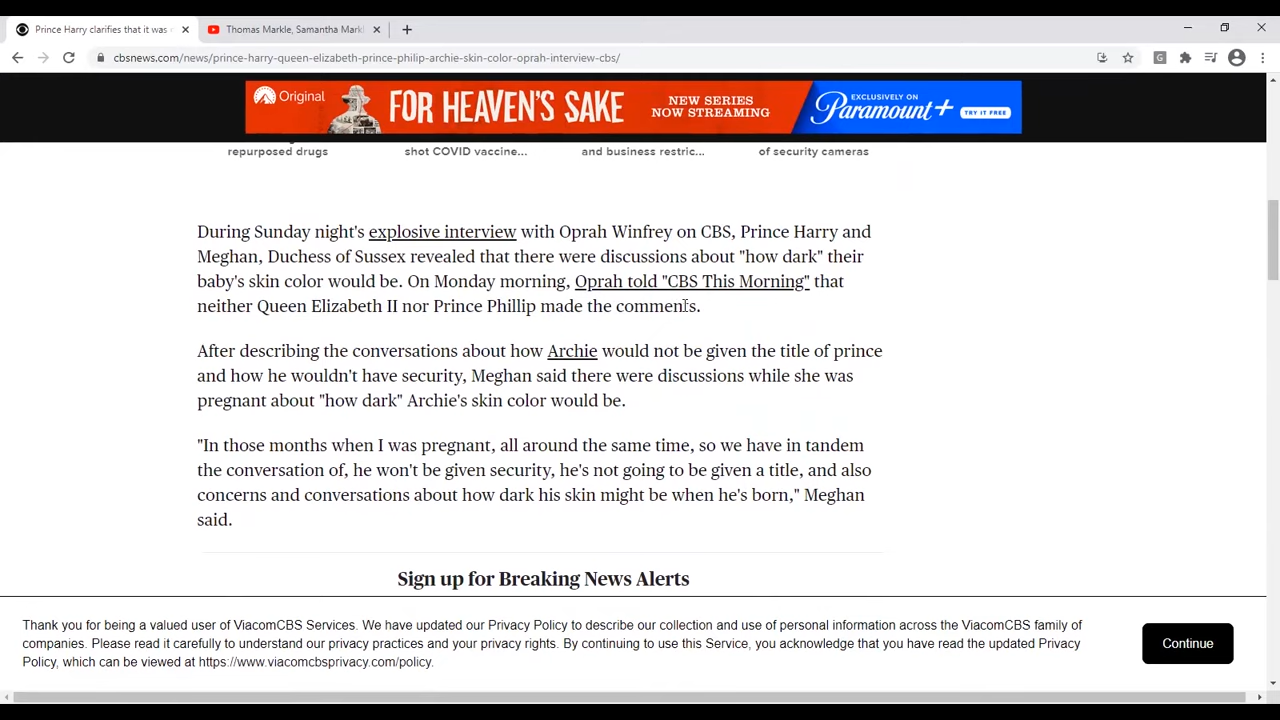 Prince Harry clarifies that it was
Thomas Markle, Samantha Mark
cbsnews.com/news/prince-harry-queen-elizabeth-prince-philip-archie-skin-color-oprah-interview-cbs/
Original
FOR HEAVEN'S SAKE
NEW SERIES
NOW STREAMING
EXCLUSIVELY ON
Paramount+
TRY IT FREE
repurposed drugs
shot COVID vaccine...
and business restric...
of security cameras
During Sunday night's explosive interview with Oprah Winfrey on CBS, Prince Harry and
Meghan, Duchess of Sussex revealed that there were discussions about "how dark" their
baby's skin color would be. On Monday morning, Oprah told "CBS This Morning" that
neither Queen Elizabeth II nor Prince Phillip made the comments.
After describing the conversations about how Archie would not be given the title of prince
and how he wouldn't have security, Meghan said there were discussions while she was
pregnant about "how dark" Archie's skin color would be.
"In those months when I was pregnant, all around the same time, so we have in tandem
the conversation of, he won't be given security, he's not going to be given a title, and also
concerns and conversations about how dark his skin might be when he's born," Meghan
said.
Sign up for Breaking News Alerts
Thank you for being a valued user of ViacomCBS Services. We have updated our Privacy Policy to describe our collection and use of personal information across the ViacomCBS family of
companies. Please read it carefully to understand our privacy practices and your privacy rights. By continuing to use this Service, you acknowledge that you have read the updated Privacy
Policy, which can be viewed at https://www.viacomcbsprivacy.com/policy.
Continue